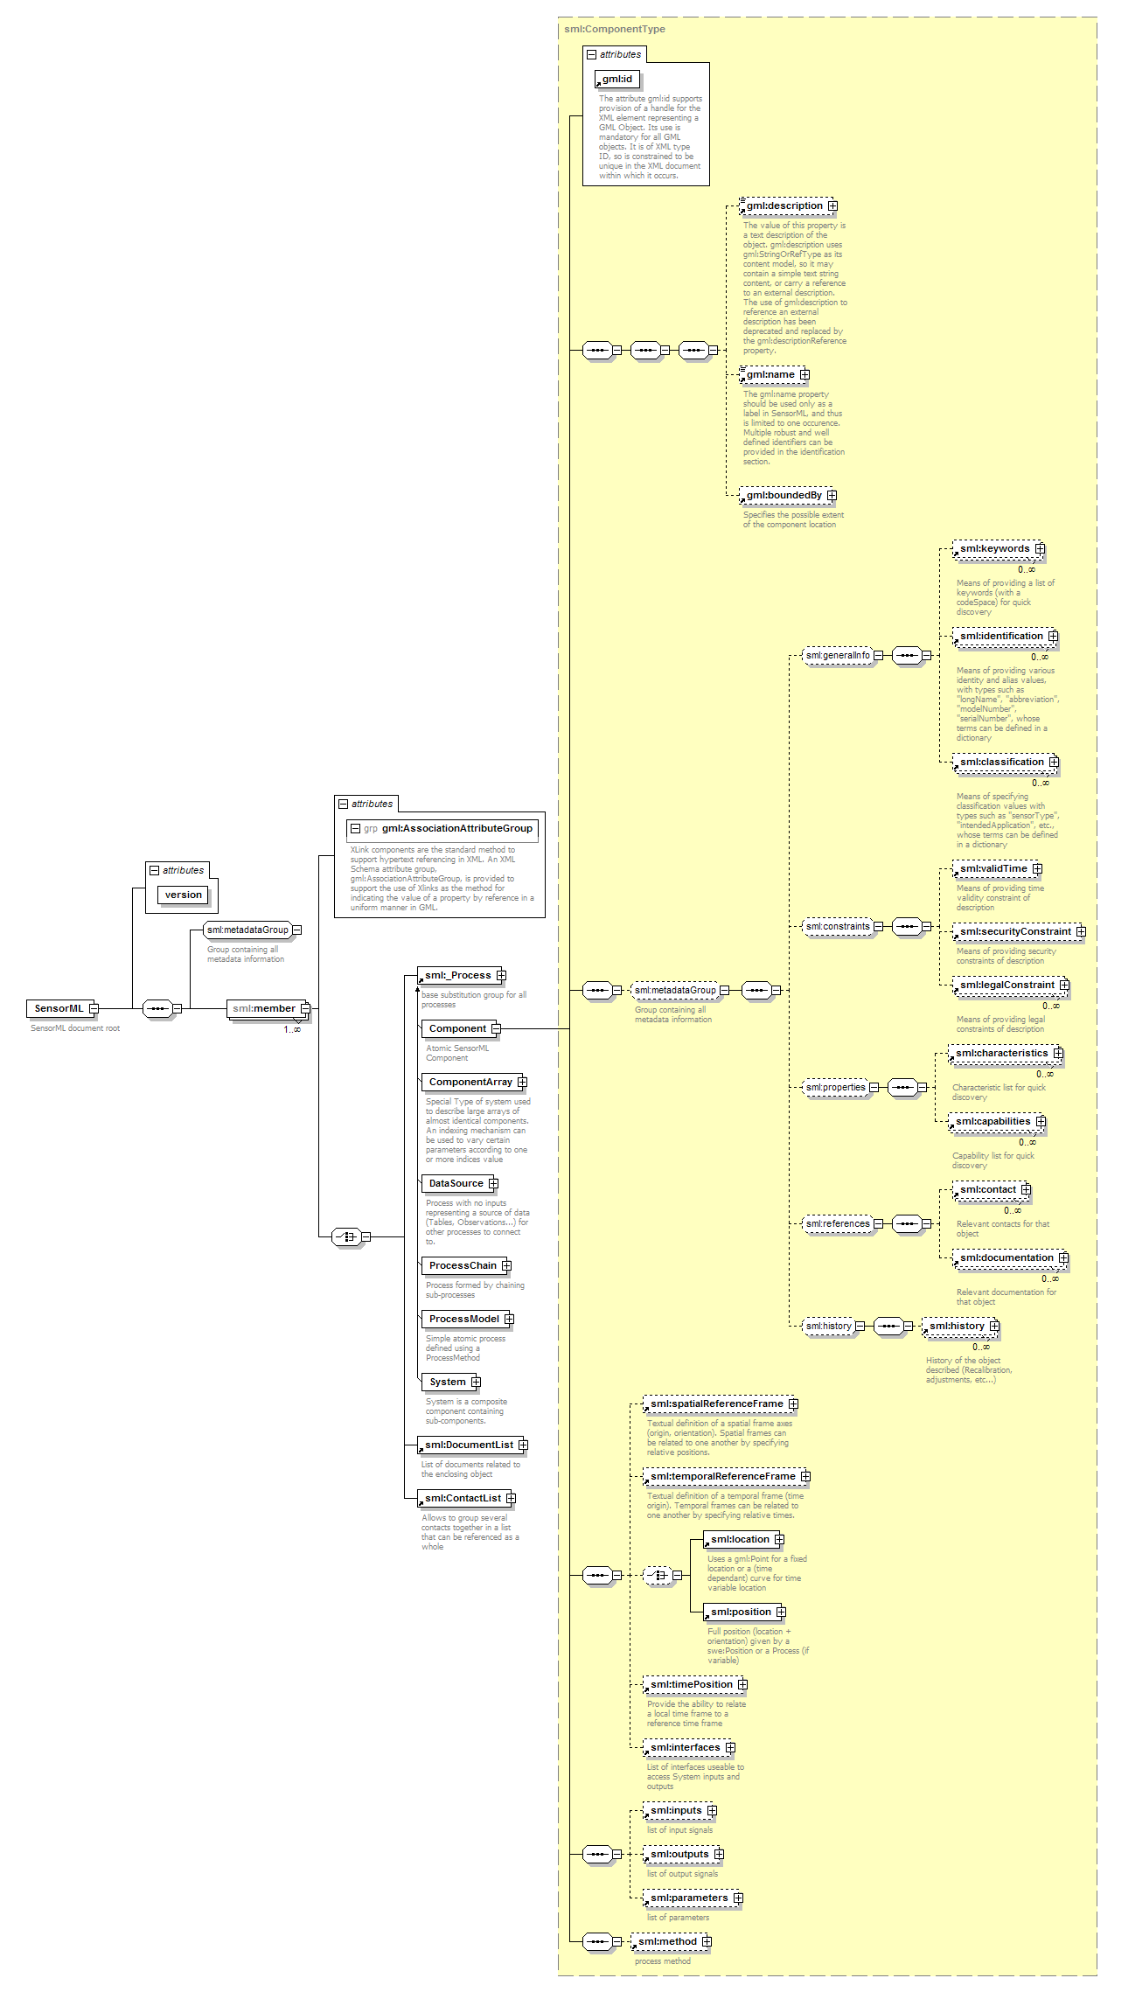 sml:ComponentType
attributes
gml:id
The attribute gml:id supports
provision of a handle for the
XML element representing a
GML Object. Its use is
mandatory for all GML
objects. It is of XML type
ID, so is constrained to be
unique in the XML document
within which it occurs.
gml:description
The value of this property is
a text description of the
object. gml:description uses
gml:StringOrRefType as its
content model, so it may
contain a simple text string
content, or carry a reference
to an external description.
The use of gml:description to
reference an external
description has been
deprecated and replaced by
the gml:descriptionReference
property.
gml:name
The gml:name property
should be used only as a
label in SensorML, and thus
is limited to one occurence.
Multiple robust and well
defined identifiers can be
provided in the identification
section.
gml:boundedBy
Specifies the possible extent
of the component location
sml:keywords
0..∞
Means of providing a list of
keywords (with a
codeSpace) for quick
discovery
sml:identification
0..∞
Means of providing various
identity and alias values,
with types such as
"longName", "abbreviation",
"modelNumber",
"serialNumber", whose
terms can be defined in a
dictionary
sml:generalInfo
sml:classification
0..∞
Means of specifying
classification values with
types such as "sensorType",
"intendedApplication", etc.,
whose terms can be defined
in a dictionary
attributes
grp gml:AssociationAttributeGroup
XLink components are the standard method to
support hypertext referencing in XML. An XML
Schema attribute group,
gml:AssociationAttributeGroup, is provided to
support the use of Xlinks as the method for
indicating the value of a property by reference in a
uniform manner in GML.
attributes
version
sml:metadataGroup
Group containing all
metadata information
SensorML
SensorML document root
sml:member
1..∞
sml:validTime
Means of providing time
validity constraint of
description
sml:constraints
sml:securityConstraint
Means of providing security
constraints of description
sml:legalConstraint
0..∞
Means of providing legal
constraints of description
sml:metadataGroup
Group containing all
metadata information
sml:_Process
base substitution group for all
processes
Component
Atomic SensorML
Component
ComponentArray
Special Type of system used
to describe large arrays of
almost identical components.
An indexing mechanism can
be used to vary certain
parameters according to one
or more indices value
DataSource
Process with no inputs
representing a source of data
(Tables, Observations...) for
other processes to connect
to.
ProcessChain
Process formed by chaining
sub-processes
ProcessModel
Simple atomic process
defined using a
ProcessMethod
System
System is a composite
component containing
sub-components.
sml:DocumentList
List of documents related to
the enclosing object
sml:ContactList
Allows to group several
contacts together in a list
that can be referenced as a
whole
sml:properties
sml:characteristics
0..∞
Characteristic list for quick
discovery
sml:capabilities
0..∞
Capability list for quick
discovery
sml:references
sml:contact
0..∞
Relevant contacts for that
object
sml:documentation
0..∞
Relevant documentation for
that object
sml:history
sml:history
0..∞
History of the object
described (Recalibration,
adjustments, etc...)
sml:spatialReferenceFrame
Textual definition of a spatial frame axes
(origin, orientation). Spatial frames can
be related to one another by specifying
relative positions.
sml:temporalReferenceFrame
Textual definition of a temporal frame (time
origin). Temporal frames can be related to
one another by specifying relative times.
sml:location
Uses a gml:Point for a fixed
location or a (time
dependant) curve for time
variable location
sml:position
Full position (location +
orientation) given by a
swe:Position or a Process (if
variable)
sml:timePosition
Provide the ability to relate
a local time frame to a
reference time frame
sml:interfaces
List of interfaces useable to
access System inputs and
outputs
sml:inputs
list of input signals
sml:outputs
list of output signals
sml:parameters
list of parameters
sml:method
process method